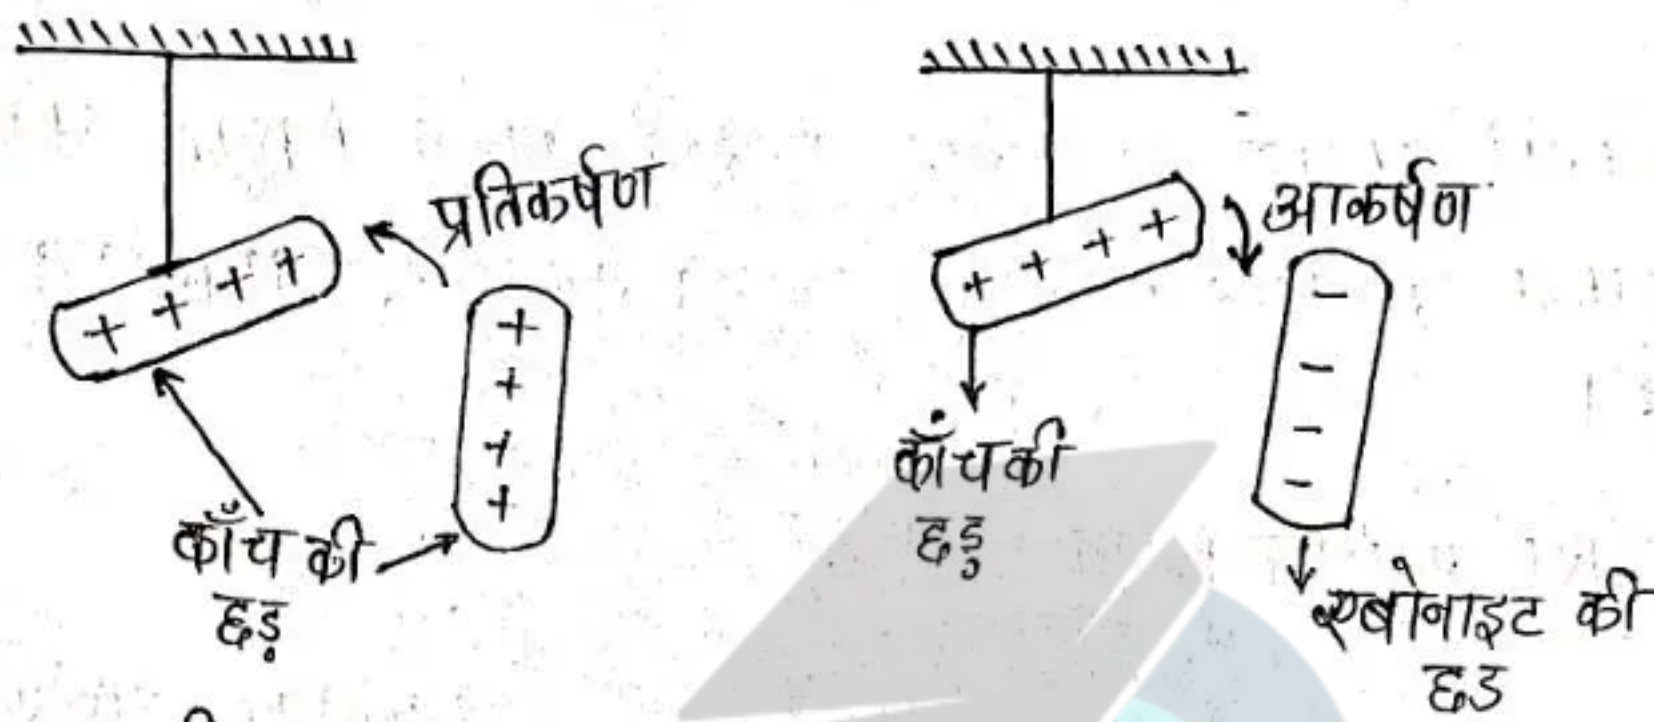 प्रतिकर्षण
+ + + +
+
+
+
+
काँच की
छड़
आकर्षण
+ + + +
-
-
-
-
काँच की
छड़
एबोनाइट की
छड